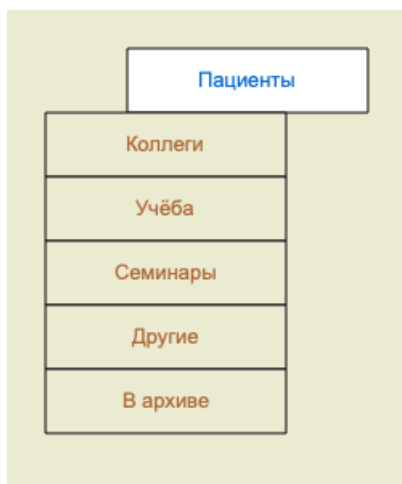 Пациенты
Коллеги
Учёба
Семинары
Другие
В архиве